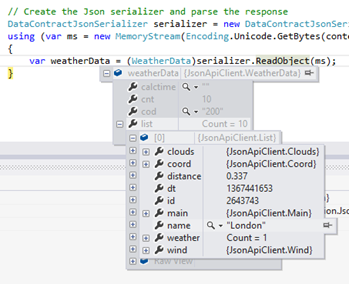 // Create the Json serializer and parse the response
DataContractJsonSerializer serializer = new DataContractJsonSeri
using (var ms = new MemoryStream(Encoding.Unicode.GetBytes(conte
{
var weatherData = (WeatherData)serializer.ReadObject(ms);
}
weatherData {JsonApiClient.WeatherData}
calctime ""
cnt 10
cod "200"
list Count = 10
[0] {JsonApiClient.List}
clouds {JsonApiClient.Clouds}
coord {JsonApiClient.Coord}
distance 0.337
dt 1367441653
id 2643743
main {JsonApiClient.Main}
name "London"
weather Count = 1
wind {JsonApiClient.Wind}
Raw View